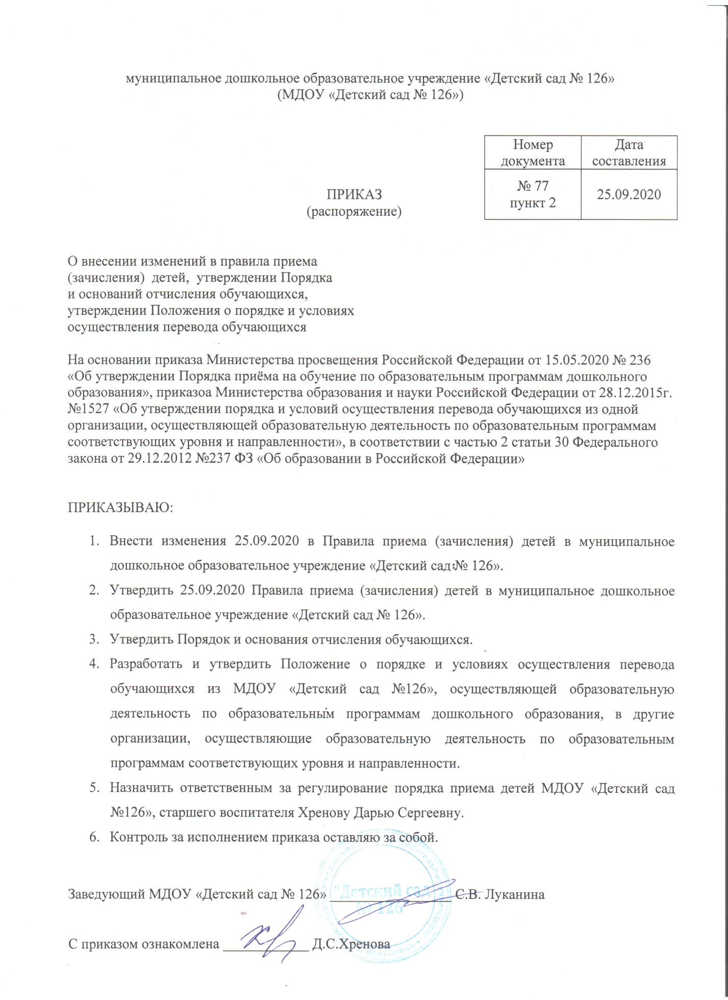 муниципальное дошкольное образовательное учреждение «Детский сад № 126»
(МДОУ «Детский сад № 126»)
Номер документа
Дата составления
ПРИКАЗ
(распоряжение)
№ 77
пункт 2
25.09.2020
О внесении изменений в правила приема
(зачисления) детей, утверждении Порядка
и оснований отчисления обучающихся,
утверждении Положения о порядке и условиях
осуществления перевода обучающихся
На основании приказа Министерства просвещения Российской Федерации от 15.05.2020 № 236
«Об утверждении Порядка приёма на обучение по образовательным программам дошкольного
образования», приказоа Министерства образования и науки Российской Федерации от 28.12.2015г.
№1527 «Об утверждении порядка и условий осуществления перевода обучающихся из одной
организации, осуществляющей образовательную деятельность по образовательным программам
соответствующих уровня и направленности», в соответствии с частью 2 статьи 30 Федерального
закона от 29.12.2012 №237 ФЗ «Об образовании в Российской Федерации»
ПРИКАЗЫВАЮ:
1. Внести изменения 25.09.2020 в Правила приема (зачисления) детей в муниципальное
дошкольное образовательное учреждение «Детский сад № 126».
2. Утвердить 25.09.2020 Правила приема (зачисления) детей в муниципальное дошкольное
образовательное учреждение «Детский сад № 126».
3. Утвердить Порядок и основания отчисления обучающихся.
4. Разработать и утвердить Положение о порядке и условиях осуществления перевода
обучающихся из МДОУ «Детский сад №126», осуществляющей образовательную
деятельность по образовательным программам дошкольного образования, в другие
организации, осуществляющие образовательную деятельность по образовательным
программам соответствующих уровня и направленности.
5. Назначить ответственным за регулирование порядка приема детей МДОУ «Детский сад
№126», старшего воспитателя Хренову Дарью Сергеевну.
6. Контроль за исполнением приказа оставляю за собой.
Заведующий МДОУ «Детский сад № 126» _________________ С.В. Луканина
"Детский сад
№ 126"
С приказом ознакомлена ____________ Д.С.Хренова